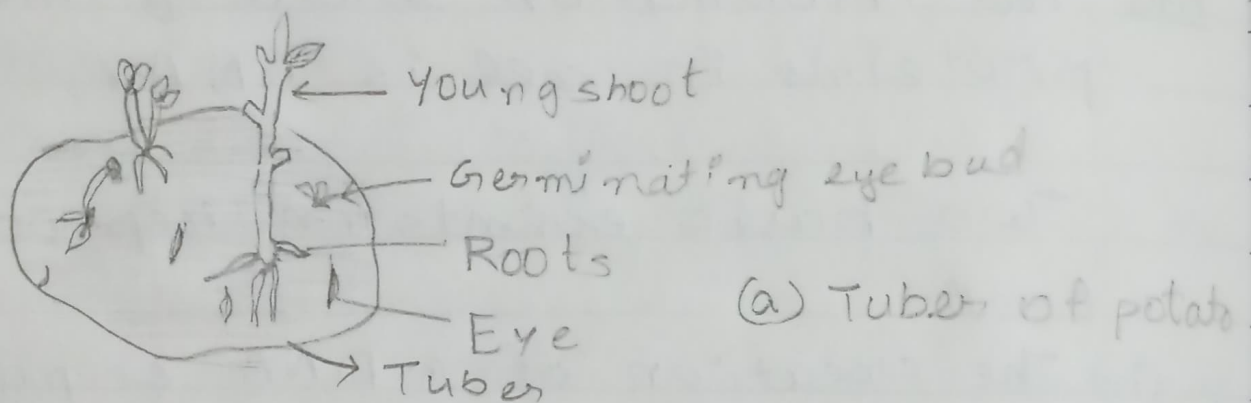 Young shoot
Germinating eye bud
Roots
Eye
Tuber
(a) Tuber of potato